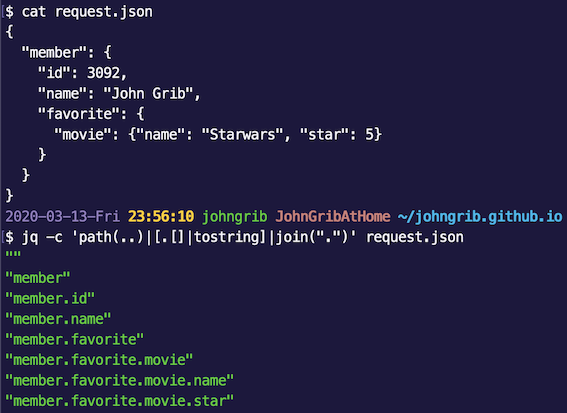 $ cat request.json
{
  "member": {
    "id": 3092,
    "name": "John Grib",
    "favorite": {
      "movie": {"name": "Starwars", "star": 5}
    }
  }
}
2020-03-13-Fri 23:56:10 johngrib JohnGribAtHome ~/johngrib.github.io
$ jq -c 'path(..)|[.[]|tostring]|join(".")' request.json
""
"member"
"member.id"
"member.name"
"member.favorite"
"member.favorite.movie"
"member.favorite.movie.name"
"member.favorite.movie.star"